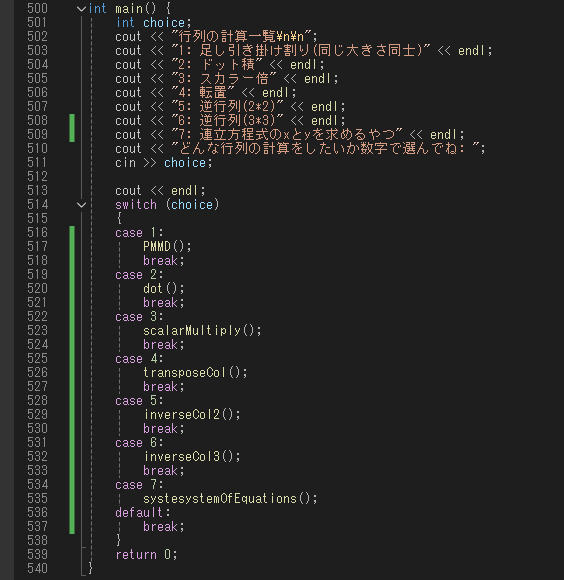 500 int main() {
501 int choice;
502 cout << "行列の計算一覧¥n¥n";
503 cout << "1: 足し引き掛け割り(同じ大きさ同士)" << endl;
504 cout << "2: ドット積" << endl;
505 cout << "3: スカラー倍" << endl;
506 cout << "4: 転置" << endl;
507 cout << "5: 逆行列(2*2)" << endl;
508 cout << "6: 逆行列(3*3)" << endl;
509 cout << "7: 連立方程式のxとyを求めるやつ" << endl;
510 cout << "どんな行列の計算をしたいか数字で選んでね: ";
511 cin >> choice;
512
513 cout << endl;
514 switch (choice)
515 {
516 case 1:
517 PMMD();
518 break;
519 case 2:
520 dot();
521 break;
522 case 3:
523 scalarMultiply();
524 break;
525 case 4:
526 transposeCol();
527 break;
528 case 5:
529 inverseCol2();
530 break;
531 case 6:
532 inverseCol3();
533 break;
534 case 7:
535 systesystemOfEquations();
536 default:
537 break;
538 }
539 return 0;
540 }